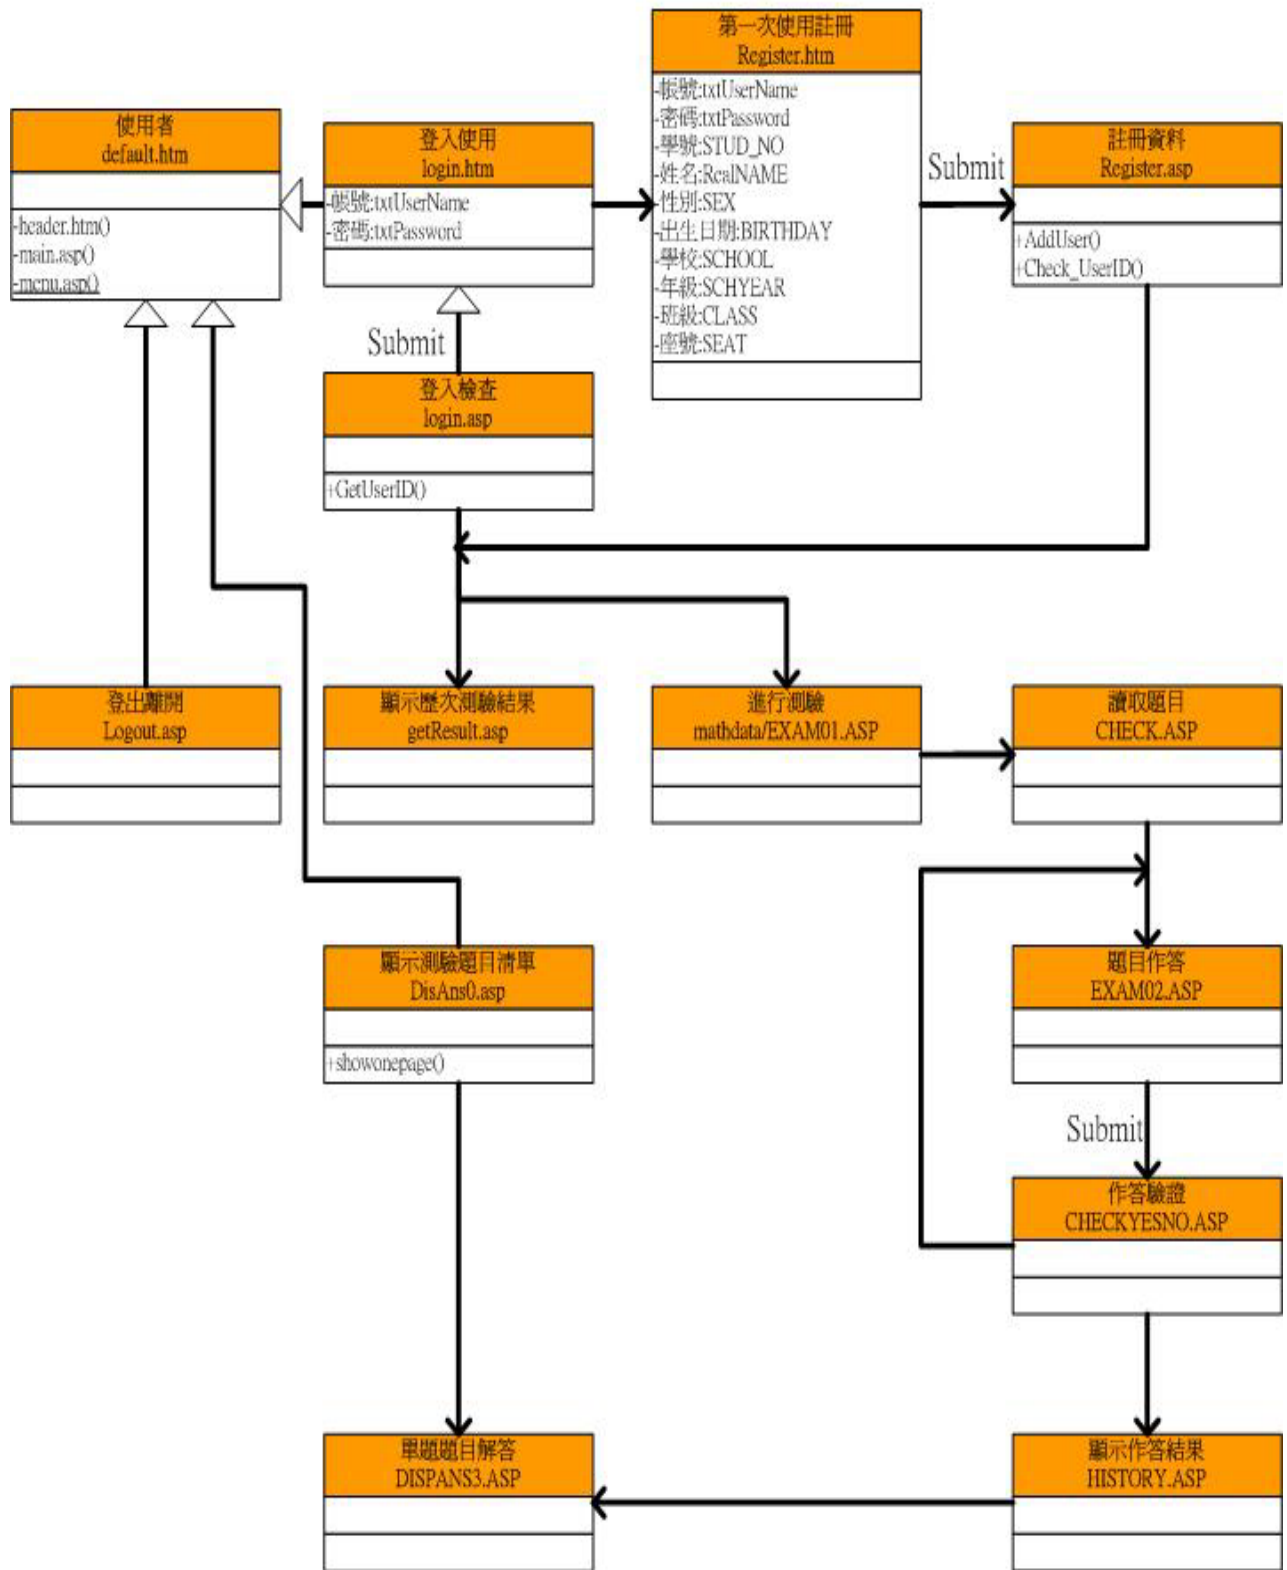 第一次使用註冊
Register.htm
-帳號:txtUserName
-密碼:txtPassword
-學號:STUD_NO
-姓名:RealNAME
-性別:SEX
-出生日期:BIRTHDAY
-學校:SCHOOL
-年級:SCHYEAR
-班級:CLASS
-座號:SEAT
使用者
default.htm
-header.htm()
-main.asp()
-menu.asp()
登入使用
login.htm
-帳號:txtUserName
-密碼:txtPassword
Submit
註冊資料
Register.asp
+AddUser()
+Check_UserID()
Submit
登入檢查
login.asp
+GetUserID()
登出離開
Logout.asp
顯示歷次測驗結果
getResult.asp
進行測驗
mathdata/EXAM01.ASP
讀取題目
CHECK.ASP
顯示測驗題目清單
DisAns0.asp
+showonepage()
題目作答
EXAM02.ASP
Submit
作答驗證
CHECKYESNO.ASP
單題題目解答
DISPANS3.ASP
顯示作答結果
HISTORY.ASP